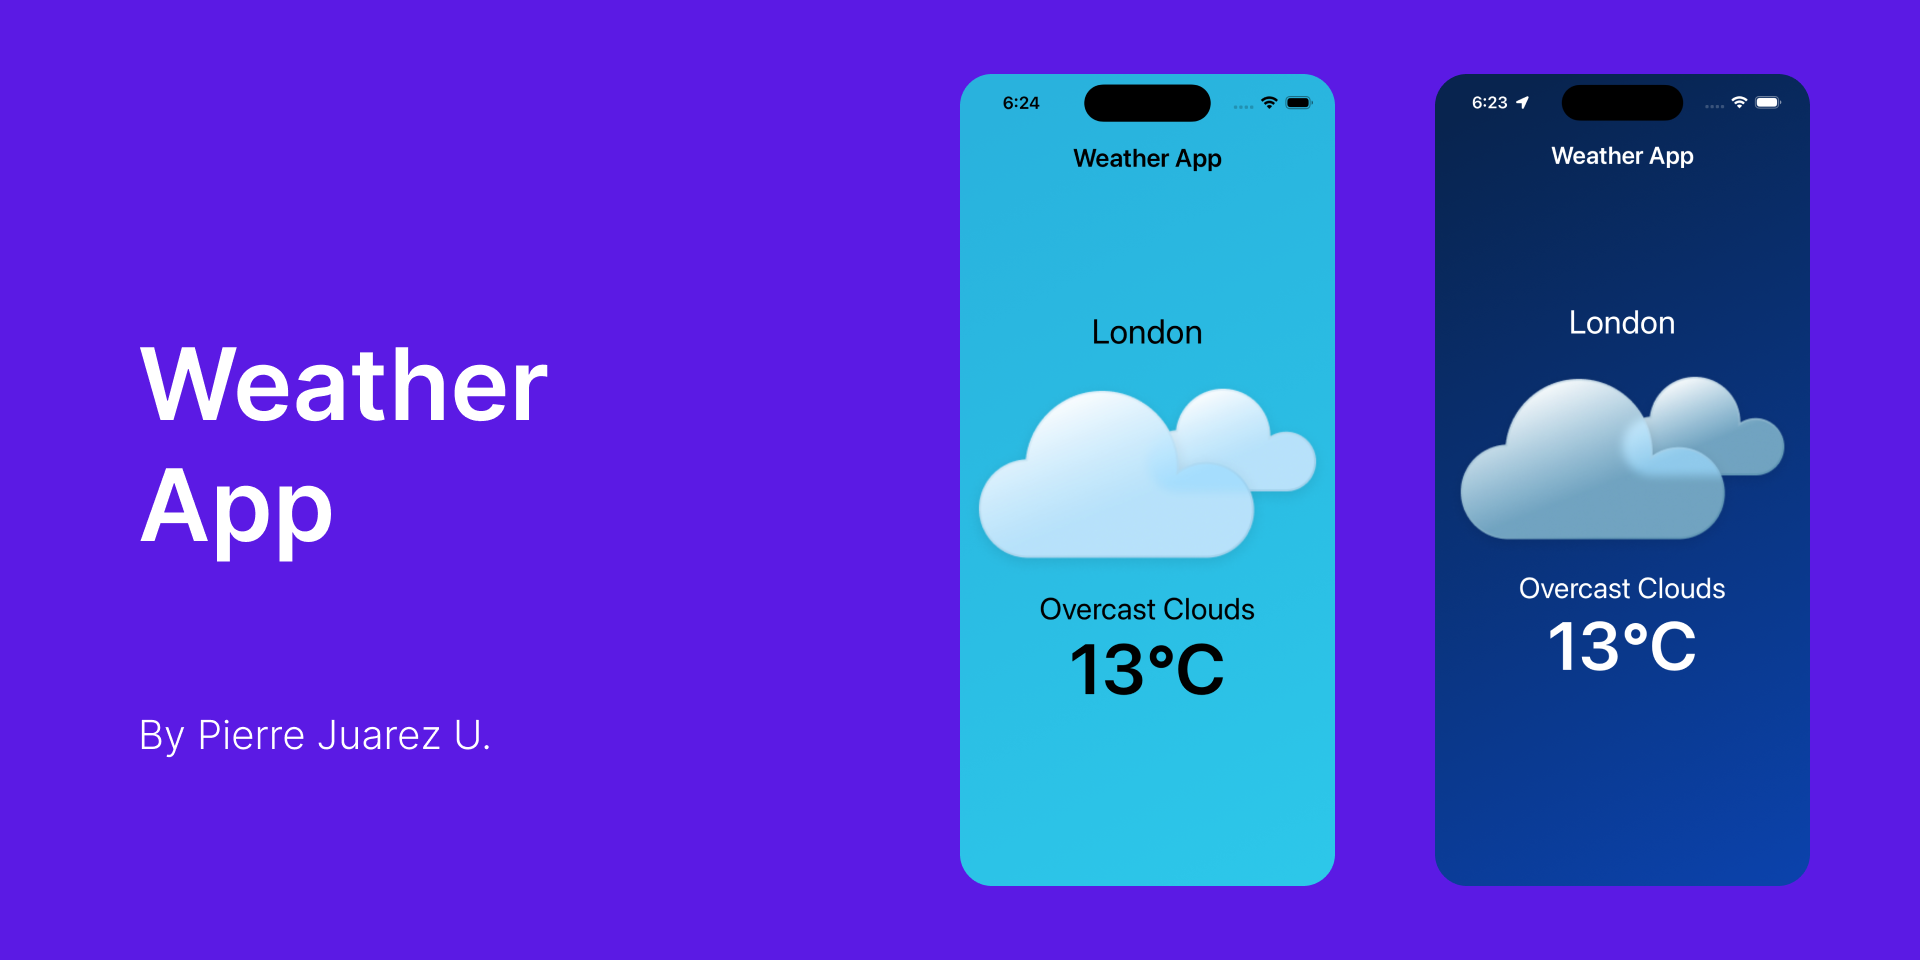 Weather
App
By Pierre Juarez U.
6:24
Weather App
London
Overcast Clouds
13°C
6:23
Weather App
London
Overcast Clouds
13°C